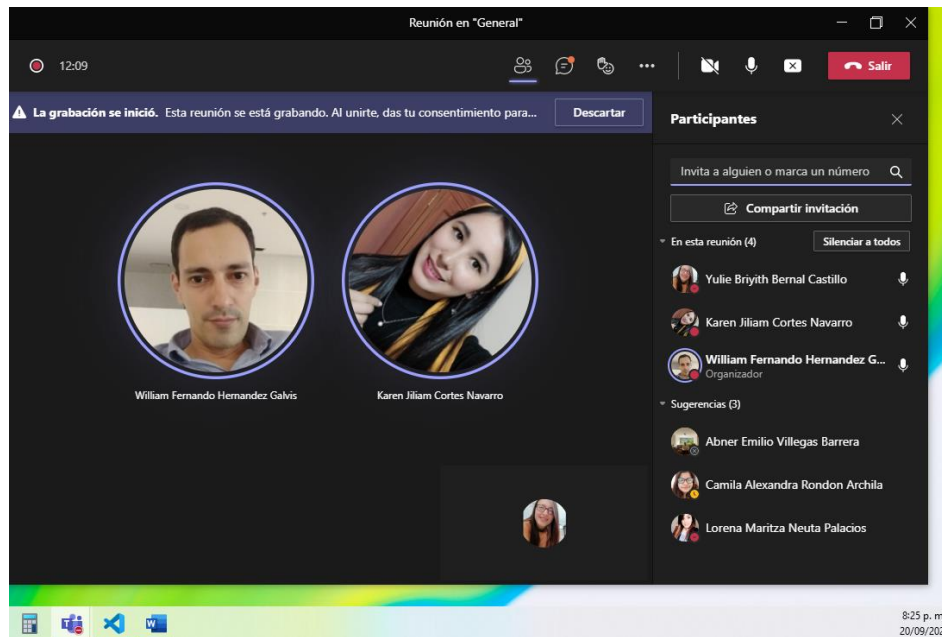 Reunión en "General"
12:09
Salir
La grabación se inició. Esta reunión se está grabando. Al unirte, das tu consentimiento para...
Descartar
Participantes
Invita a alguien o marca un número
Compartir invitación
En esta reunión (4)
Silenciar a todos
Yulie Briyith Bernal Castillo
Karen Jiliam Cortes Navarro
William Fernando Hernandez G...
Organizador
Sugerencias (3)
Abner Emilio Villegas Barrera
Camila Alexandra Rondon Archila
Lorena Maritza Neuta Palacios
William Fernando Hernandez Galvis
Karen Jiliam Cortes Navarro
8:25 p. m
20/09/202